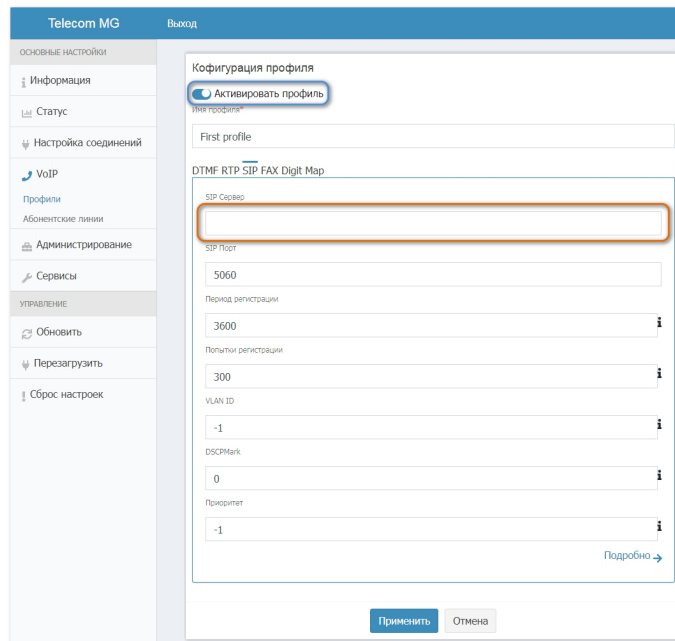 Telecom MG
Выход
ОСНОВНЫЕ НАСТРОЙКИ
Информация
Статус
Настройка соединений
VoIP
Профили
Абонентские линии
Администрирование
Сервисы
УПРАВЛЕНИЕ
Обновить
Перезагрузить
Сброс настроек
Кофигурация профиля
Активировать профиль
Имя профиля*
First profile
DTMF RTP SIP FAX Digit Map
SIP Сервер
SIP Порт
5060
Период регистрации
3600
Попытки регистрации
300
VLAN ID
-1
DSCPMark
0
Приоритет
-1
Подробно →
Применить
Отмена